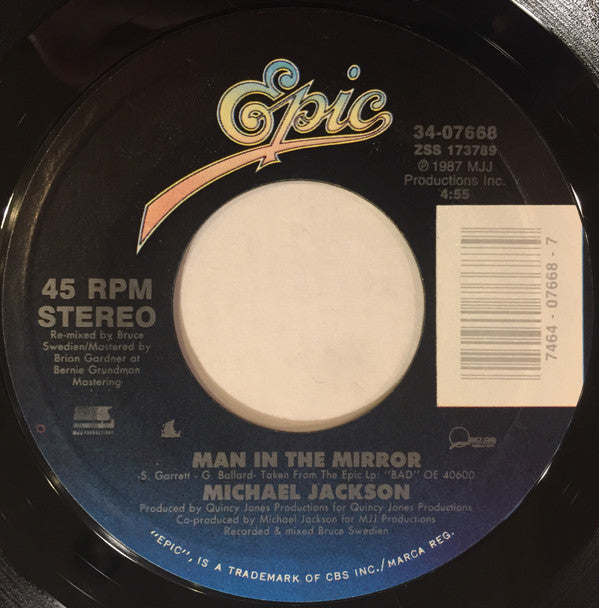 Epic
34-07668
ZSS 173789
℗ 1987 MJJ
Productions Inc.
4:55
45 RPM
STEREO
Re-mixed by Bruce
Swedien/Mastered by
Brian Gardner at
Bernie Grundman
Mastering
7464 - 07668 - 7
MAN IN THE MIRROR
-S. Garrett - G. Ballard- Taken From The Epic Lp: "BAD" OE 40600
MICHAEL JACKSON
Produced by Quincy Jones Productions for Quincy Jones Productions
Co-produced by Michael Jackson for MJJ Productions
Recorded & mixed Bruce Swedien
"EPIC", IS A TRADEMARK OF CBS INC./MARCA REG.